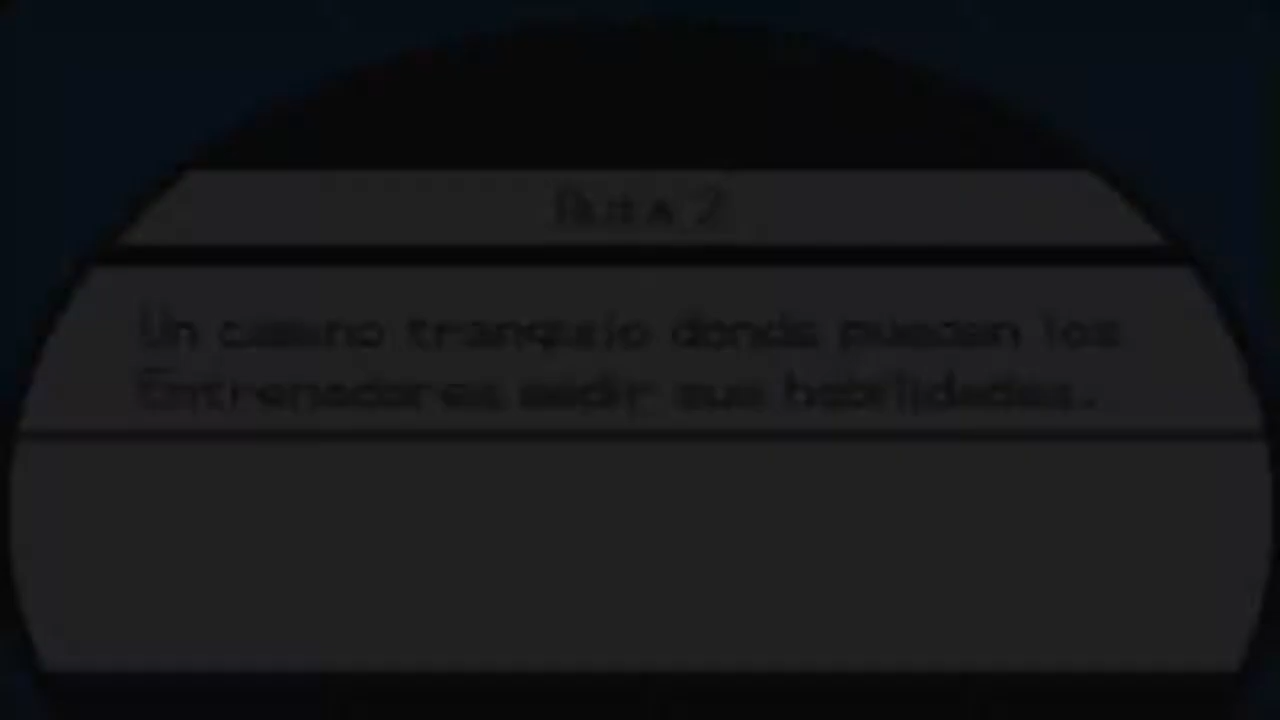 Ruta 2
Un camino tranquilo donde pueden los
Entrenadores medir sus habilidades.